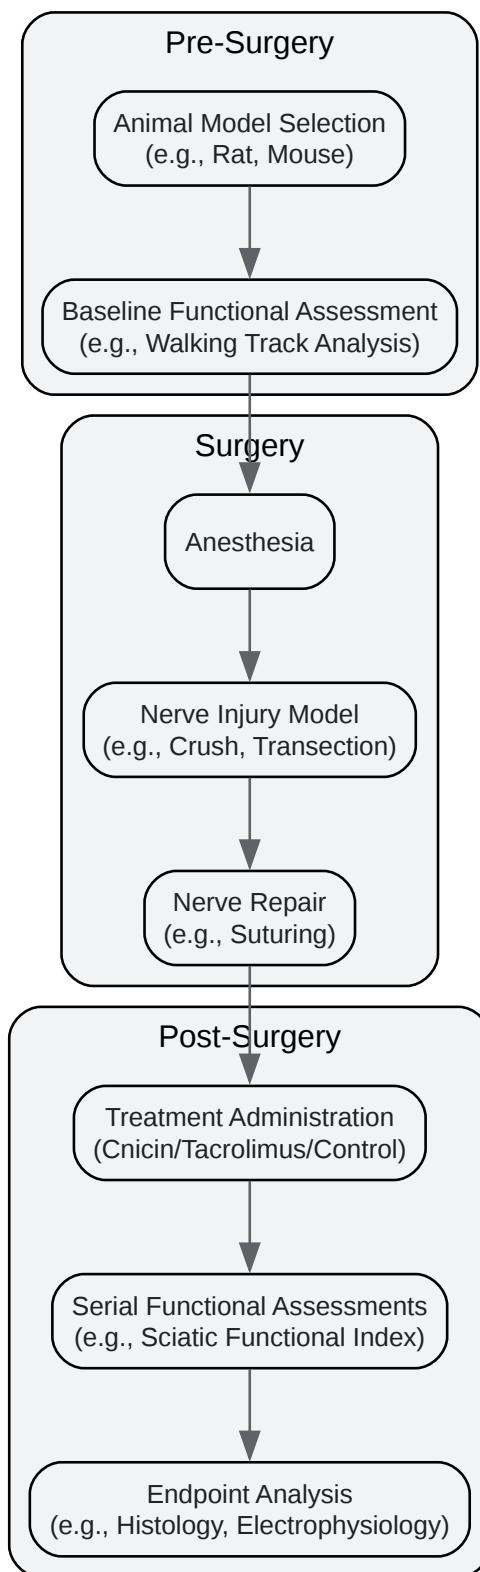 Pre-Surgery
Animal Model Selection
(e.g., Rat, Mouse)
Baseline Functional Assessment
(e.g., Walking Track Analysis)
Surgery
Anesthesia
Nerve Injury Model
(e.g., Crush, Transection)
Nerve Repair
(e.g., Suturing)
Post-Surgery
Treatment Administration
(Cnicin/Tacrolimus/Control)
Serial Functional Assessments
(e.g., Sciatic Functional Index)
Endpoint Analysis
(e.g., Histology, Electrophysiology)